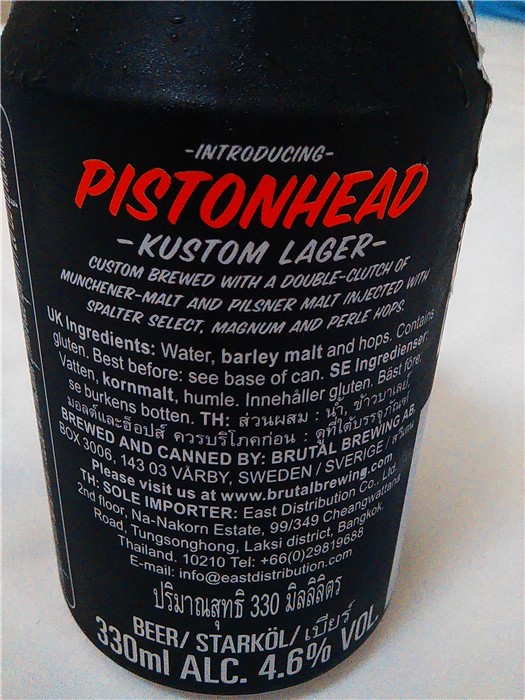 -INTRODUCING-
PISTONHEAD
-KUSTOM LAGER-
CUSTOM BREWED WITH A DOUBLE-CLUTCH OF
MUNCHENER-MALT AND PILSNER MALT INJECTED WITH
SPALTER SELECT, MAGNUM AND PERLE HOPS.
UK Ingredients: Water, barley malt and hops. Contains
gluten. Best before: see base of can. SE Ingredienser:
Vatten, kornmalt, humle. Innehåller gluten. Bäst före:
se burkens botten. TH: ส่วนผสม : น้ำ, ข้าวบาเลย์,
มอลต์และฮ็อปส์ ควรบริโภคก่อน : ดูที่ใต้บรรจุภัณฑ์
BREWED AND CANNED BY: BRUTAL BREWING AB,
BOX 3006, 143 03 VÅRBY, SWEDEN / SVERIGE / สวีเดน
Please visit us at www.brutalbrewing.com
TH: SOLE IMPORTER: East Distribution Co., Ltd.
2nd floor, Na-Nakorn Estate, 99/349 Cheangwattana
Road, Tungsonghong, Laksi district, Bangkok.
Thailand. 10210 Tel: +66(0)29819688
E-mail: info@eastdistribution.com
ปริมาณสุทธิ 330 มิลลิลิตร
BEER/ STARKÖL/ เบียร์
330ml ALC. 4.6% VOL